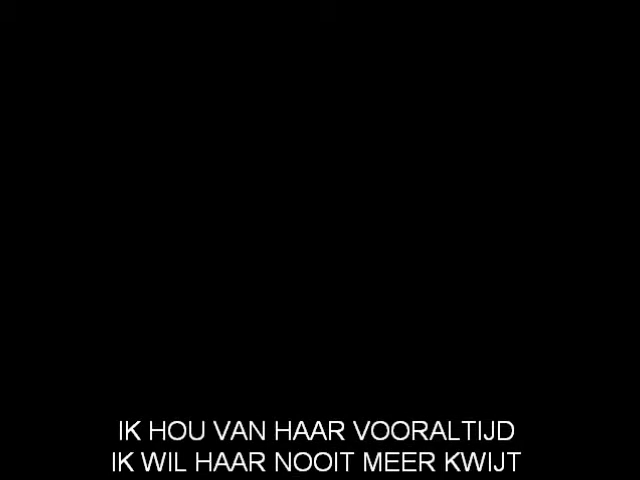 IK HOU VAN HAAR VOORALTIJD
IK WIL HAAR NOOIT MEER KWIJT